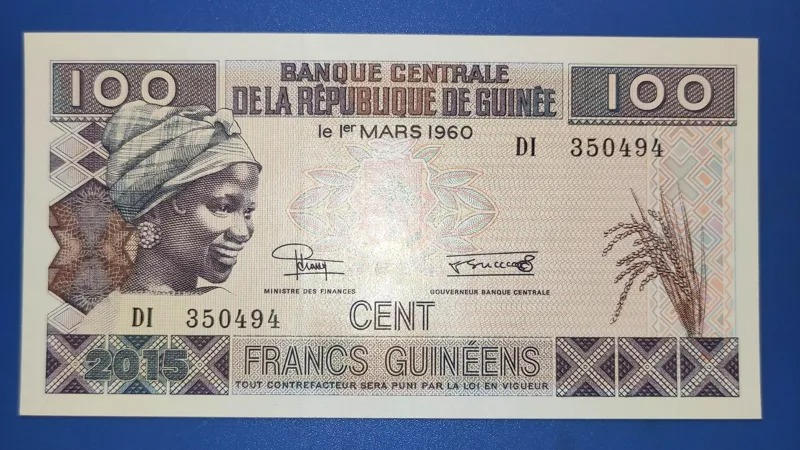 100
BANQUE CENTRALE
DE LA RÉPUBLIQUE DE GUINÉE
100
le 1er MARS 1960
DI 350494
MINISTRE DES FINANCES
GOUVERNEUR BANQUE CENTRALE
DI 350494
CENT
2015
FRANCS GUINÉENS
TOUT CONTREFACTEUR SERA PUNI PAR LA LOI EN VIGUEUR